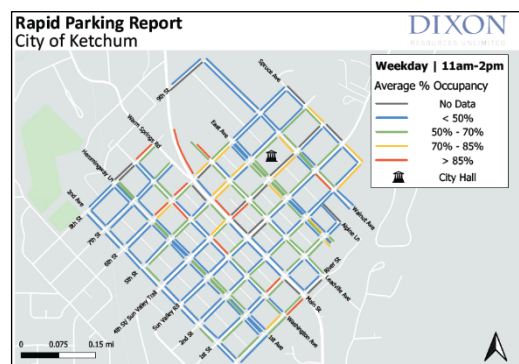 Rapid Parking Report
City of Ketchum
DIXON
RESOURCES UNLIMITED
Weekday | 11am-2pm
Average % Occupancy
No Data
< 50%
50% - 70%
70% - 85%
> 85%
City Hall
Spruce Ave
9th St
East Ave
Warm Springs Rd
Hemmingway Ln
2nd Ave
8th St
7th St
6th St
5th St
4th St/ Sun Valley Trail
Sun Valley Rd
2nd St
1st St
1st Ave
Washington Ave
Main St
Leadville Ave
River St
Alpine Ln
Walnut Ave
0 0.075 0.15 mi